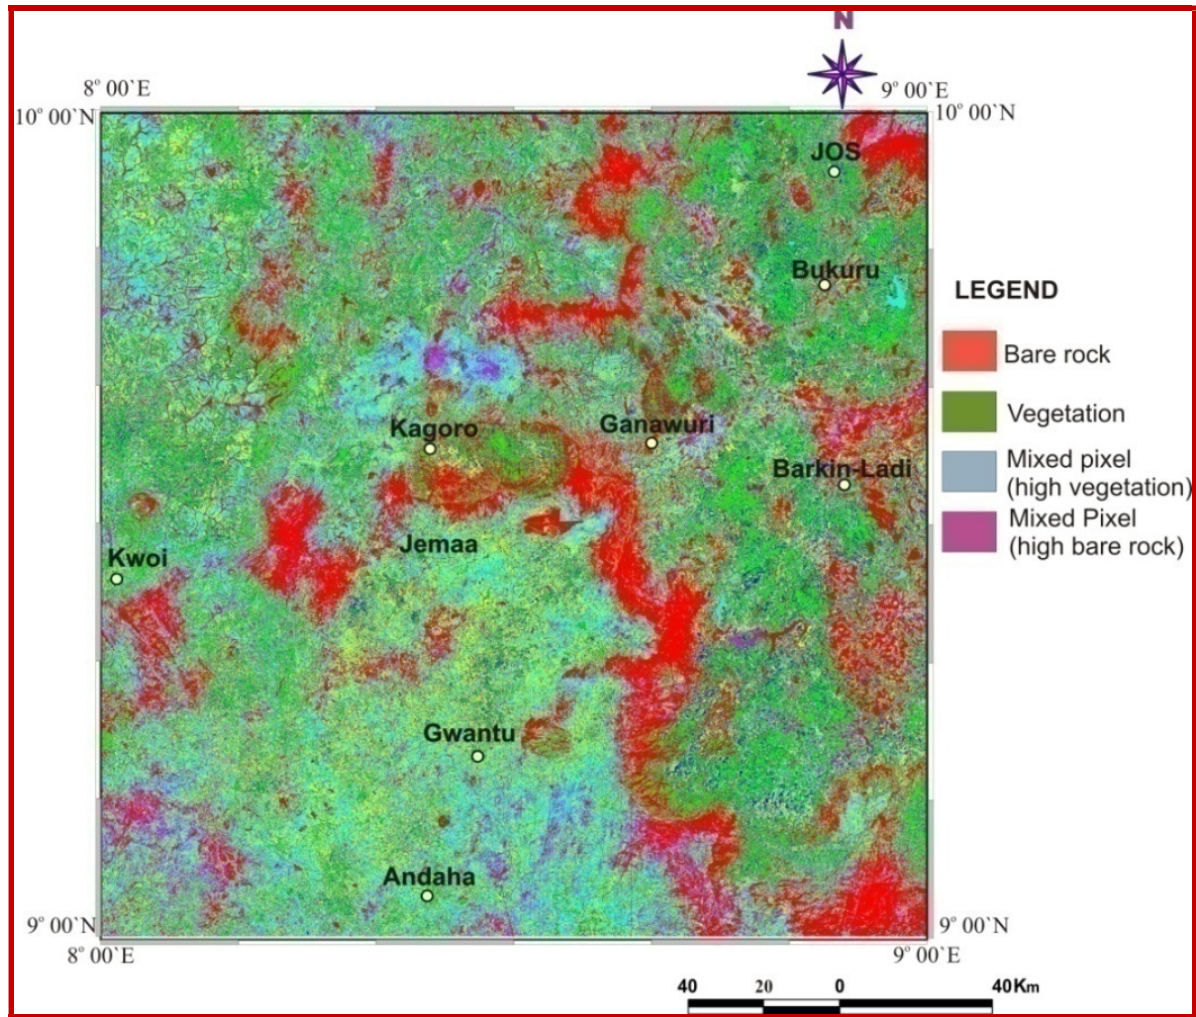 N
8° 00`E
9° 00`E
10° 00`N
10° 00`N
JOS
Bukuru
LEGEND
Bare rock
Vegetation
Kagoro
Ganawuri
Barkin-Ladi
Mixed pixel
(high vegetation)
Mixed Pixel
(high bare rock)
Jemaa
Kwoi
Gwantu
Andaha
9° 00`N
9° 00`N
8° 00`E
9° 00`E
40 20 0 40Km